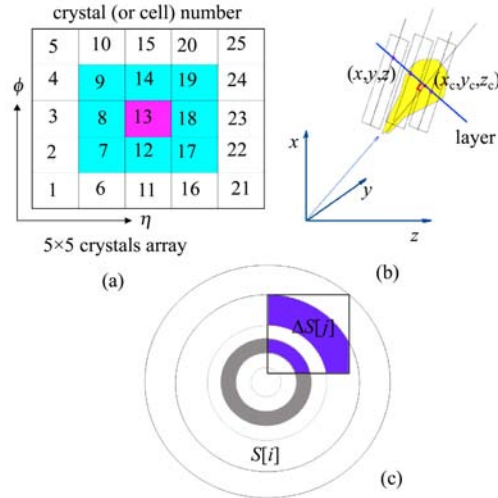 crystal (or cell) number
5 10 15 20 25
4 9 14 19 24
3 8 13 18 23
2 7 12 17 22
1 6 11 16 21
ϕ
η
5×5 crystals array
(a)
(x,y,z)
(xc,yc,zc)
layer
x
y
z
(b)
ΔS[j]
S[i]
(c)